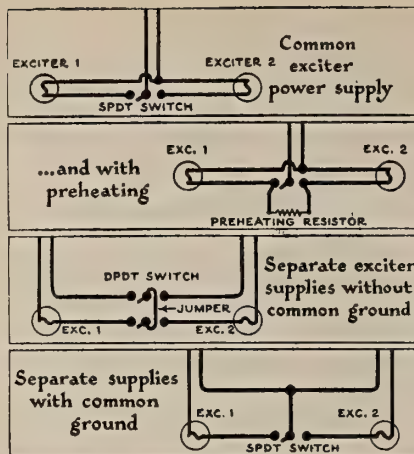 EXCITER 1
EXCITER 2
Common
exciter
power supply
SPDT SWITCH
EXC. 1
EXC. 2
...and with
preheating
PREHEATING RESISTOR
DPDT SWITCH
JUMPER
EXC. 1
EXC. 2
Separate exciter
supplies without
common ground
Separate supplies
with common
ground
EXC. 1
EXC. 2
SPDT SWITCH